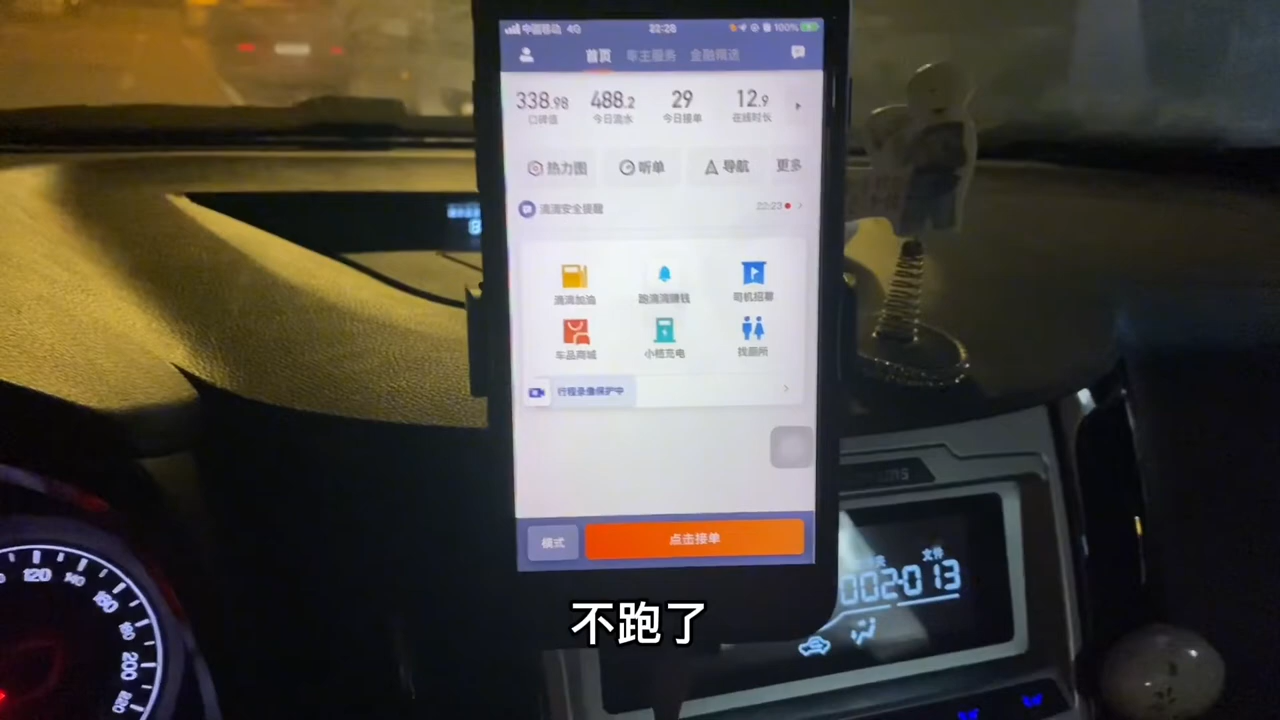 中国移动 4G 22:28 100%
首页 车主服务 金融精选
338.98 488.2 29 12.9
口碑值 今日流水 今日接单 在线时长
热力图 听单 导航 更多
滴滴安全提醒 22:23
滴滴加油 跑滴滴赚钱 司机招募
车品商城 小桔充电 找厕所
行程录像保护中
模式 点击接单
文件
002-013
120 140 160 180 200 220
不跑了